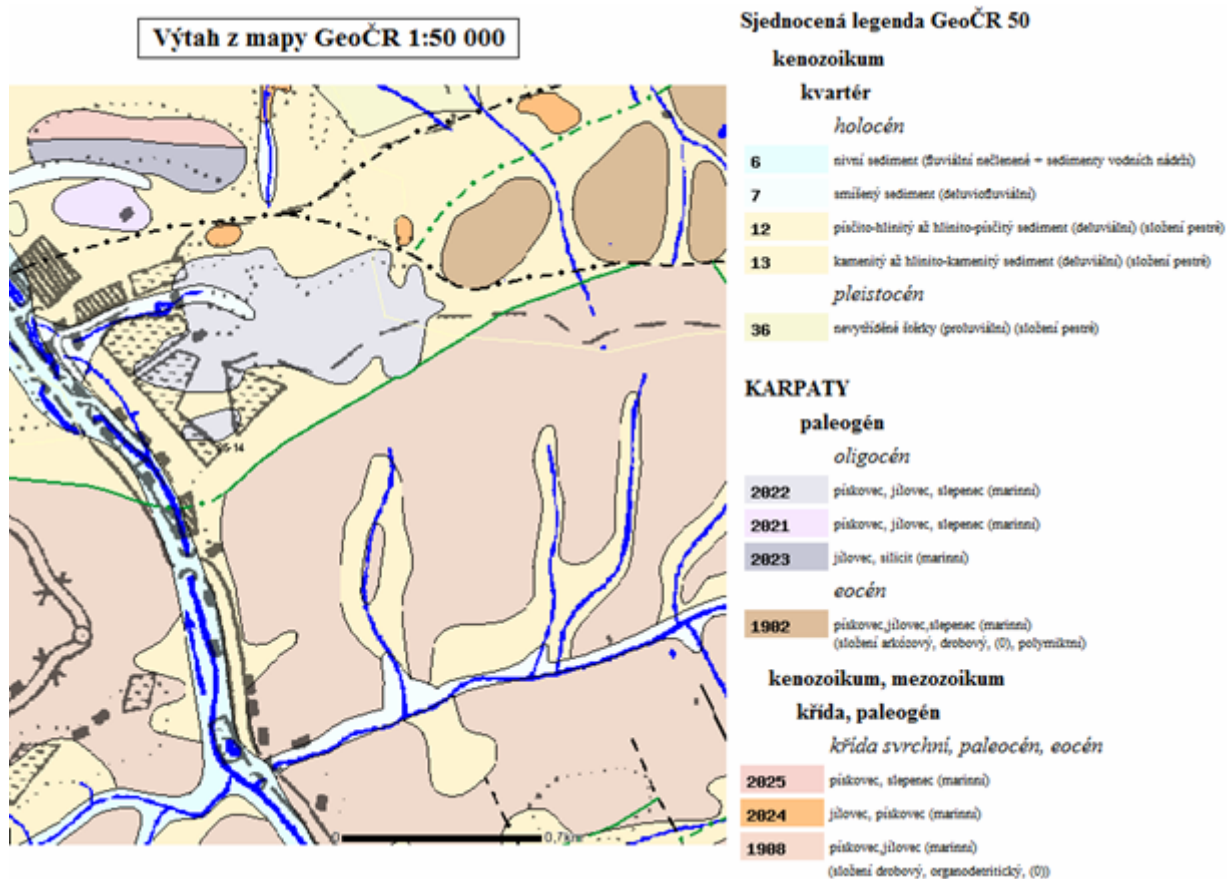 Výtah z mapy GeoČR 1:50 000
Sjednocená legenda GeoČR 50
kenozoikum
kvartér
holocén
6 nivní sediment (fluviální nečlenené + sedimenty vodních nádrží)
7 smíšený sediment (deluviofluviální)
12 písčito-hlinitý až hlinito-písčitý sediment (deluviální) (složení pestré)
13 kamenitý až hlinito-kamenitý sediment (deluviální) (složení pestré)
pleistocén
36 nevytříděné štěrky (proluviální) (složení pestré)
KARPATY
paleogén
oligocén
2022 pískovec, jílovec, slepenec (marinní)
2021 pískovec, jílovec, slepenec (marinní)
2023 jílovec, silicit (marinní)
eocén
1902 pískovec,jílovec,slepenec (marinní)
(složení arkózový, drobový, (0), polymiktní)
kenozoikum, mezozoikum
křída, paleogén
křída svrchní, paleocén, eocén
2025 pískovec, slepenec (marinní)
2024 jílovec, pískovec (marinní)
1908 pískovec,jílovec (marinní)
(složení drobový, organodetritický, (0))
0 0,7km